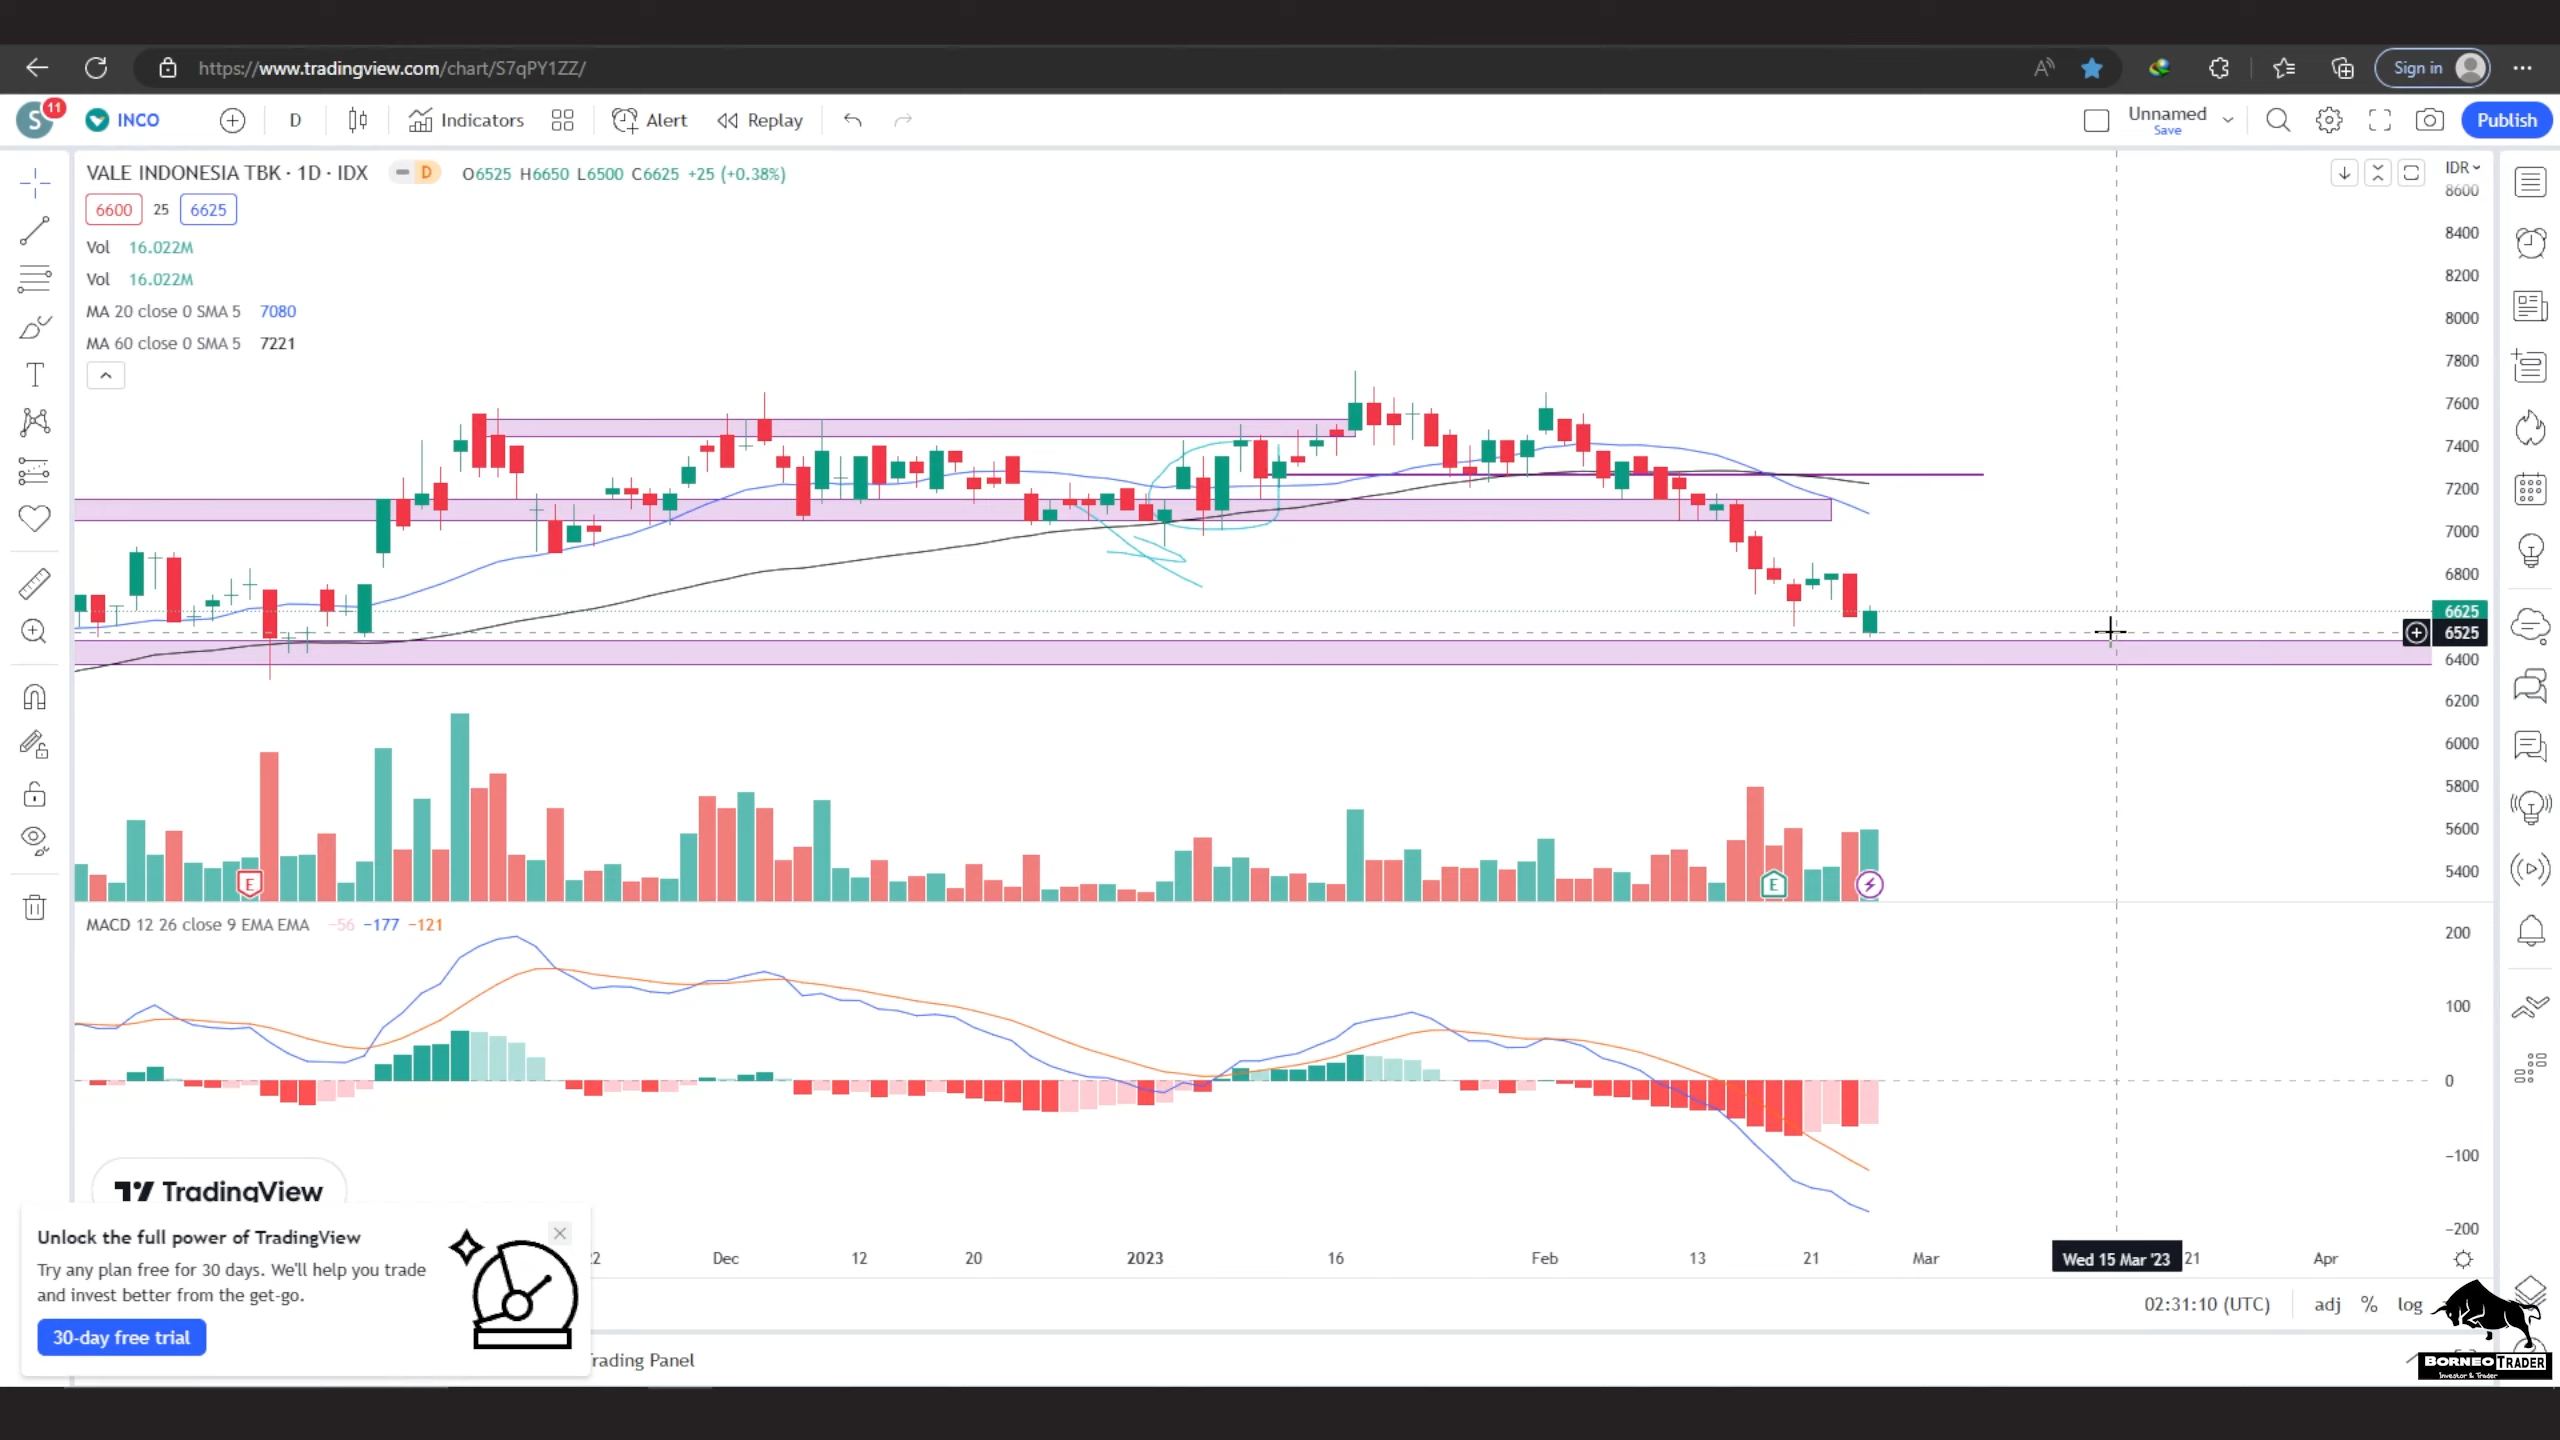 https://www.tradingview.com/chart/S7qPY1ZZ/
Sign in
S
11
INCO
D
Indicators
Alert
Replay
Unnamed
Save
Publish
VALE INDONESIA TBK · 1D · IDX
D
O6525 H6650 L6500 C6625 +25 (+0.38%)
6600
25
6625
Vol 16.022M
Vol 16.022M
MA 20 close 0 SMA 5 7080
MA 60 close 0 SMA 5 7221
IDR
8600
8400
8200
8000
7800
7600
7400
7200
7000
6800
6625
6525
6400
6200
6000
5800
5600
5400
E
E
MACD 12 26 close 9 EMA EMA −56 −177 −121
200
100
0
−100
−200
TradingView
Unlock the full power of TradingView
Try any plan free for 30 days. We'll help you trade
and invest better from the get-go.
30-day free trial
Dec
12
20
2023
16
Feb
13
21
Mar
Wed 15 Mar '23
21
Apr
02:31:10 (UTC)
adj
%
log
rading Panel
BORNEO TRADER
Investor & Trader